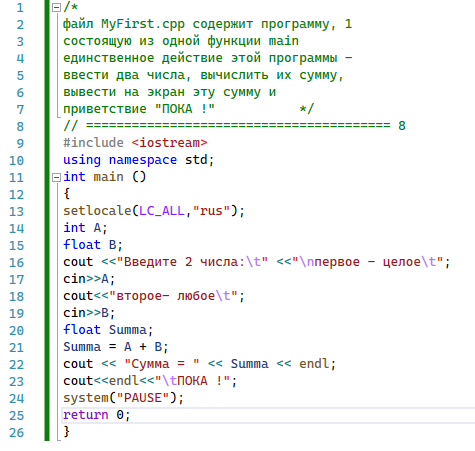 1 /*
2 файл MyFirst.cpp содержит программу, 1
3 состоящую из одной функции main
4 единственное действие этой программы –
5 ввести два числа, вычислить их сумму,
6 вывести на экран эту сумму и
7 приветствие "ПОКА !"           */
8 // ======================================== 8
9 #include <iostream>
10 using namespace std;
11 int main ()
12 {
13 setlocale(LC_ALL,"rus");
14 int A;
15 float B;
16 cout <<"Введите 2 числа:\t" <<"\nпервое – целое\t";
17 cin>>A;
18 cout<<"второе– любое\t";
19 cin>>B;
20 float Summa;
21 Summa = A + B;
22 cout << "Сумма = " << Summa << endl;
23 cout<<endl<<"\tПОКА !";
24 system("PAUSE");
25 return 0;
26 }